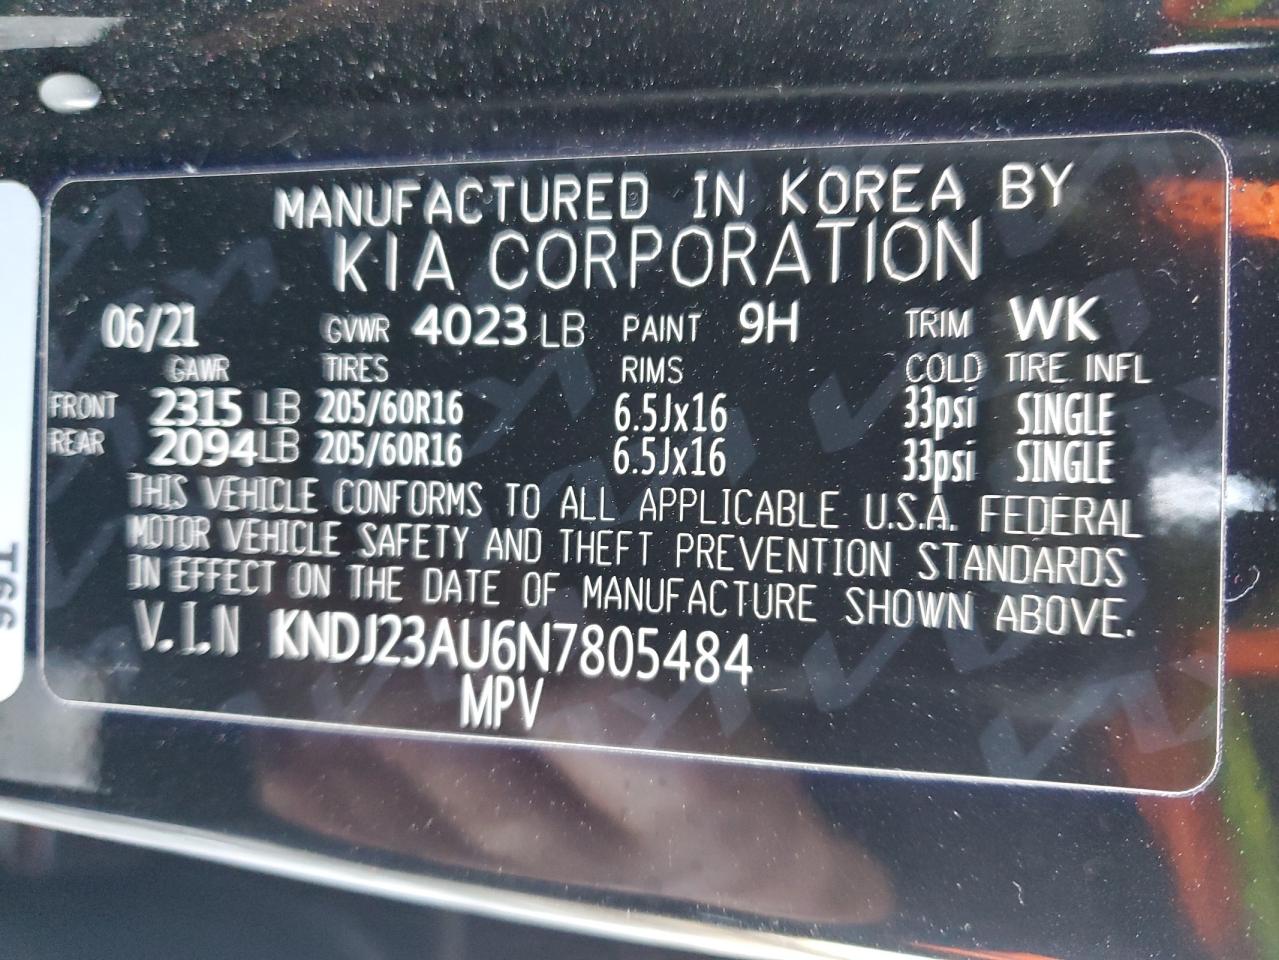 MANUFACTURED IN KOREA BY
KIA CORPORATION
06/21 GVWR 4023 LB PAINT 9H TRIM WK
GAWR TIRES RIMS COLD TIRE INFL
FRONT 2315 LB 205/60R16 6.5Jx16 33psi SINGLE
REAR 2094 LB 205/60R16 6.5Jx16 33psi SINGLE
THIS VEHICLE CONFORMS TO ALL APPLICABLE U.S.A. FEDERAL
MOTOR VEHICLE SAFETY AND THEFT PREVENTION STANDARDS
IN EFFECT ON THE DATE OF MANUFACTURE SHOWN ABOVE.
V.I.N KNDJ23AU6N7805484
MPV